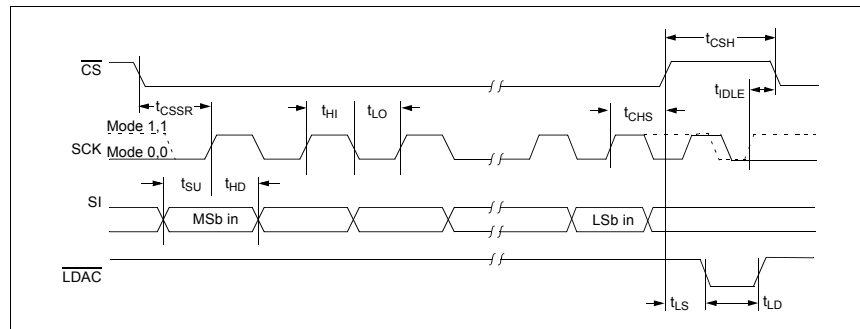 tCSH
CS
tIDLE
tCSSR
tHI
tLO
tCHS
Mode 1,1
SCK
Mode 0,0
tSU
tHD
SI
MSb in
LSb in
LDAC
tLS
tLD